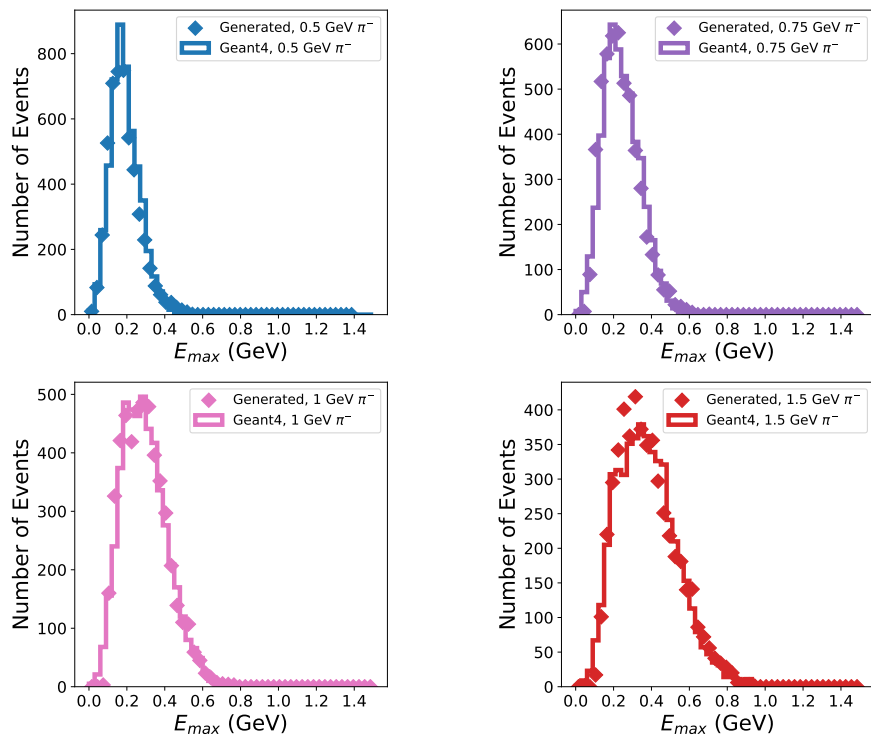 Generated, 0.5 GeV π⁻
Geant4, 0.5 GeV π⁻
Number of Events
800
600
400
200
0
0.0 0.2 0.4 0.6 0.8 1.0 1.2 1.4
E_max (GeV)
Generated, 0.75 GeV π⁻
Geant4, 0.75 GeV π⁻
Number of Events
600
500
400
300
200
100
0
0.0 0.2 0.4 0.6 0.8 1.0 1.2 1.4
E_max (GeV)
Generated, 1 GeV π⁻
Geant4, 1 GeV π⁻
Number of Events
500
400
300
200
100
0
0.0 0.2 0.4 0.6 0.8 1.0 1.2 1.4
E_max (GeV)
Generated, 1.5 GeV π⁻
Geant4, 1.5 GeV π⁻
Number of Events
400
350
300
250
200
150
100
50
0
0.0 0.2 0.4 0.6 0.8 1.0 1.2 1.4
E_max (GeV)